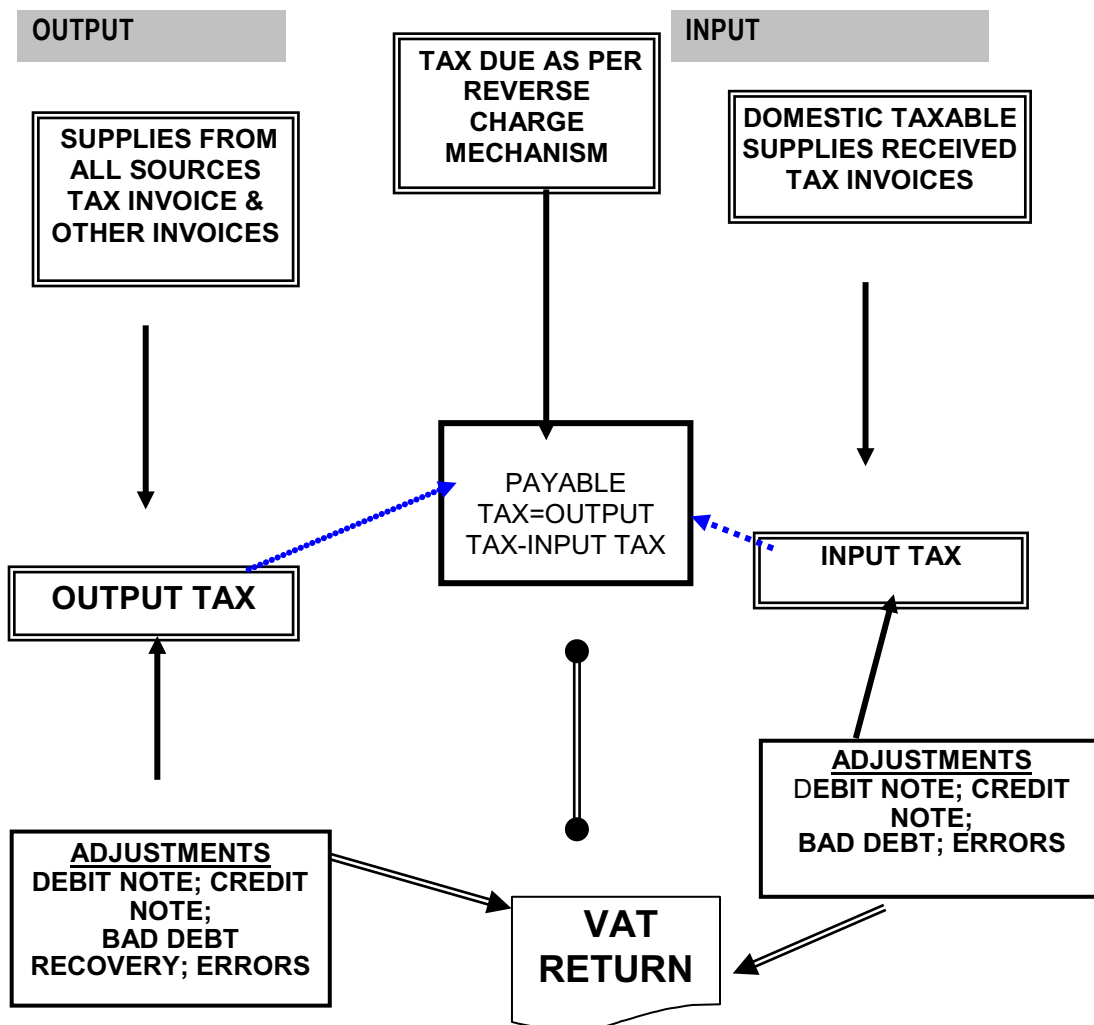 OUTPUT
INPUT
TAX DUE AS PER
REVERSE
CHARGE
MECHANISM
SUPPLIES FROM
ALL SOURCES
TAX INVOICE &
OTHER INVOICES
DOMESTIC TAXABLE
SUPPLIES RECEIVED
TAX INVOICES
PAYABLE
TAX=OUTPUT
TAX-INPUT TAX
OUTPUT TAX
INPUT TAX
ADJUSTMENTS
DEBIT NOTE; CREDIT
NOTE;
BAD DEBT
RECOVERY; ERRORS
ADJUSTMENTS
DEBIT NOTE; CREDIT
NOTE;
BAD DEBT; ERRORS
VAT
RETURN